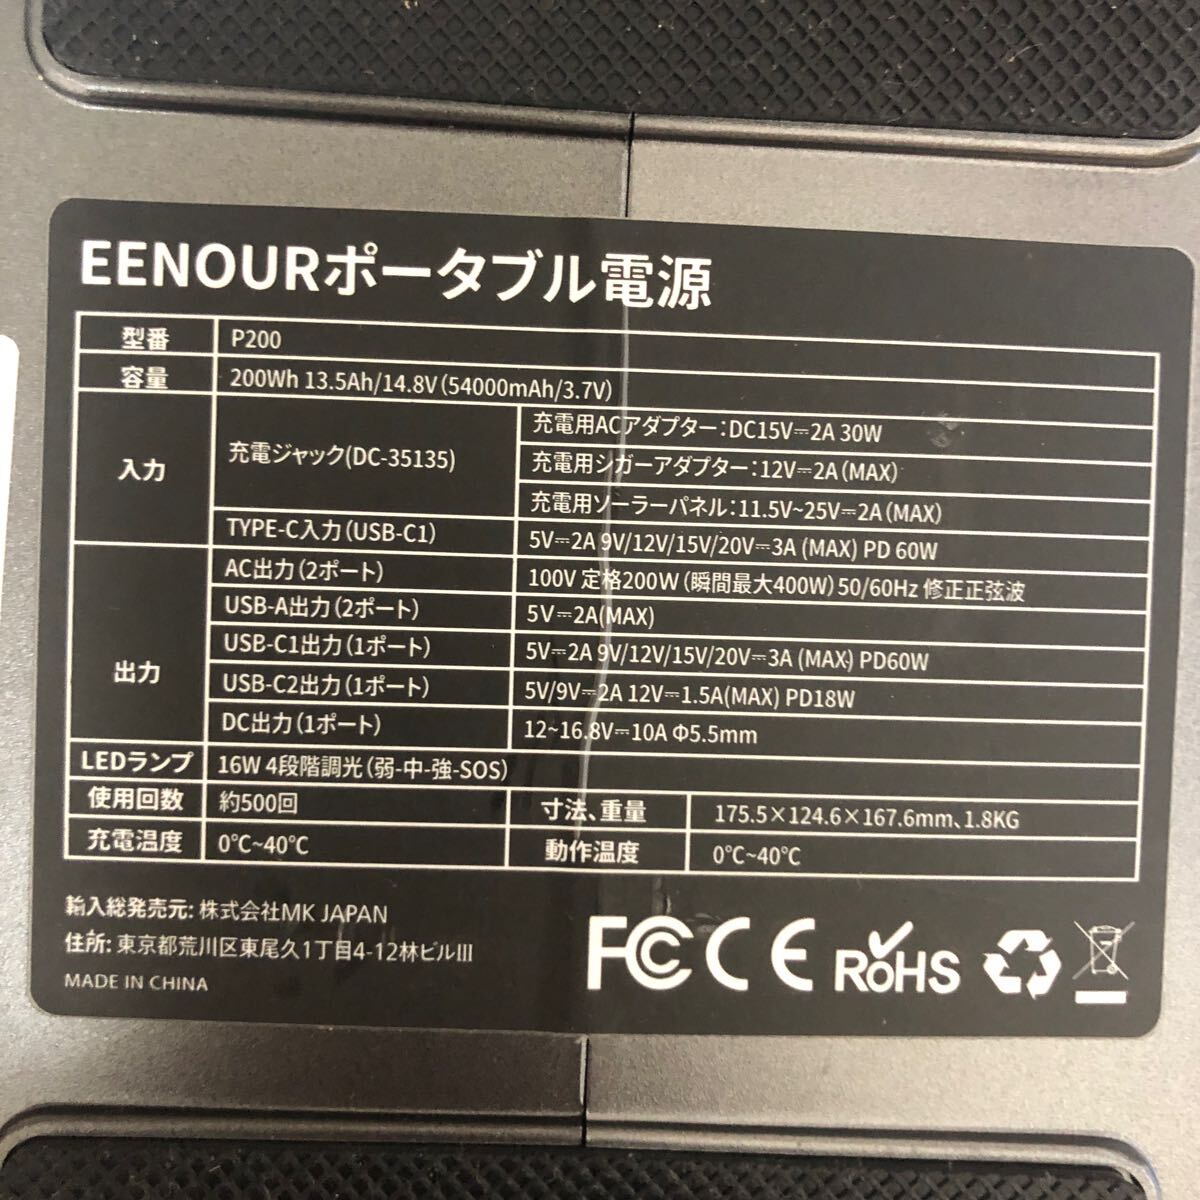 EENOURポータブル電源
型番 P200
容量 200Wh 13.5Ah/14.8V(54000mAh/3.7V)
入力 充電ジャック(DC-35135) 充電用ACアダプター:DC15V⎓2A 30W
充電用シガーアダプター:12V⎓2A(MAX)
充電用ソーラーパネル:11.5V~25V⎓2A(MAX)
TYPE-C入力(USB-C1) 5V⎓2A 9V/12V/15V/20V⎓3A (MAX) PD 60W
出力 AC出力(2ポート) 100V 定格200W(瞬間最大400W) 50/60Hz 修正正弦波
USB-A出力(2ポート) 5V⎓2A(MAX)
USB-C1出力(1ポート) 5V⎓2A 9V/12V/15V/20V⎓3A (MAX) PD60W
USB-C2出力(1ポート) 5V/9V⎓2A 12V⎓1.5A(MAX) PD18W
DC出力(1ポート) 12~16.8V⎓10A Φ5.5mm
LEDランプ 16W 4段階調光(弱-中-強-SOS)
使用回数 約500回 寸法、重量 175.5×124.6×167.6mm、1.8KG
充電温度 0℃~40℃ 動作温度 0℃~40℃
輸入総発売元: 株式会社MK JAPAN
住所: 東京都荒川区東尾久1丁目4-12林ビルIII
MADE IN CHINA
FC CE RoHS